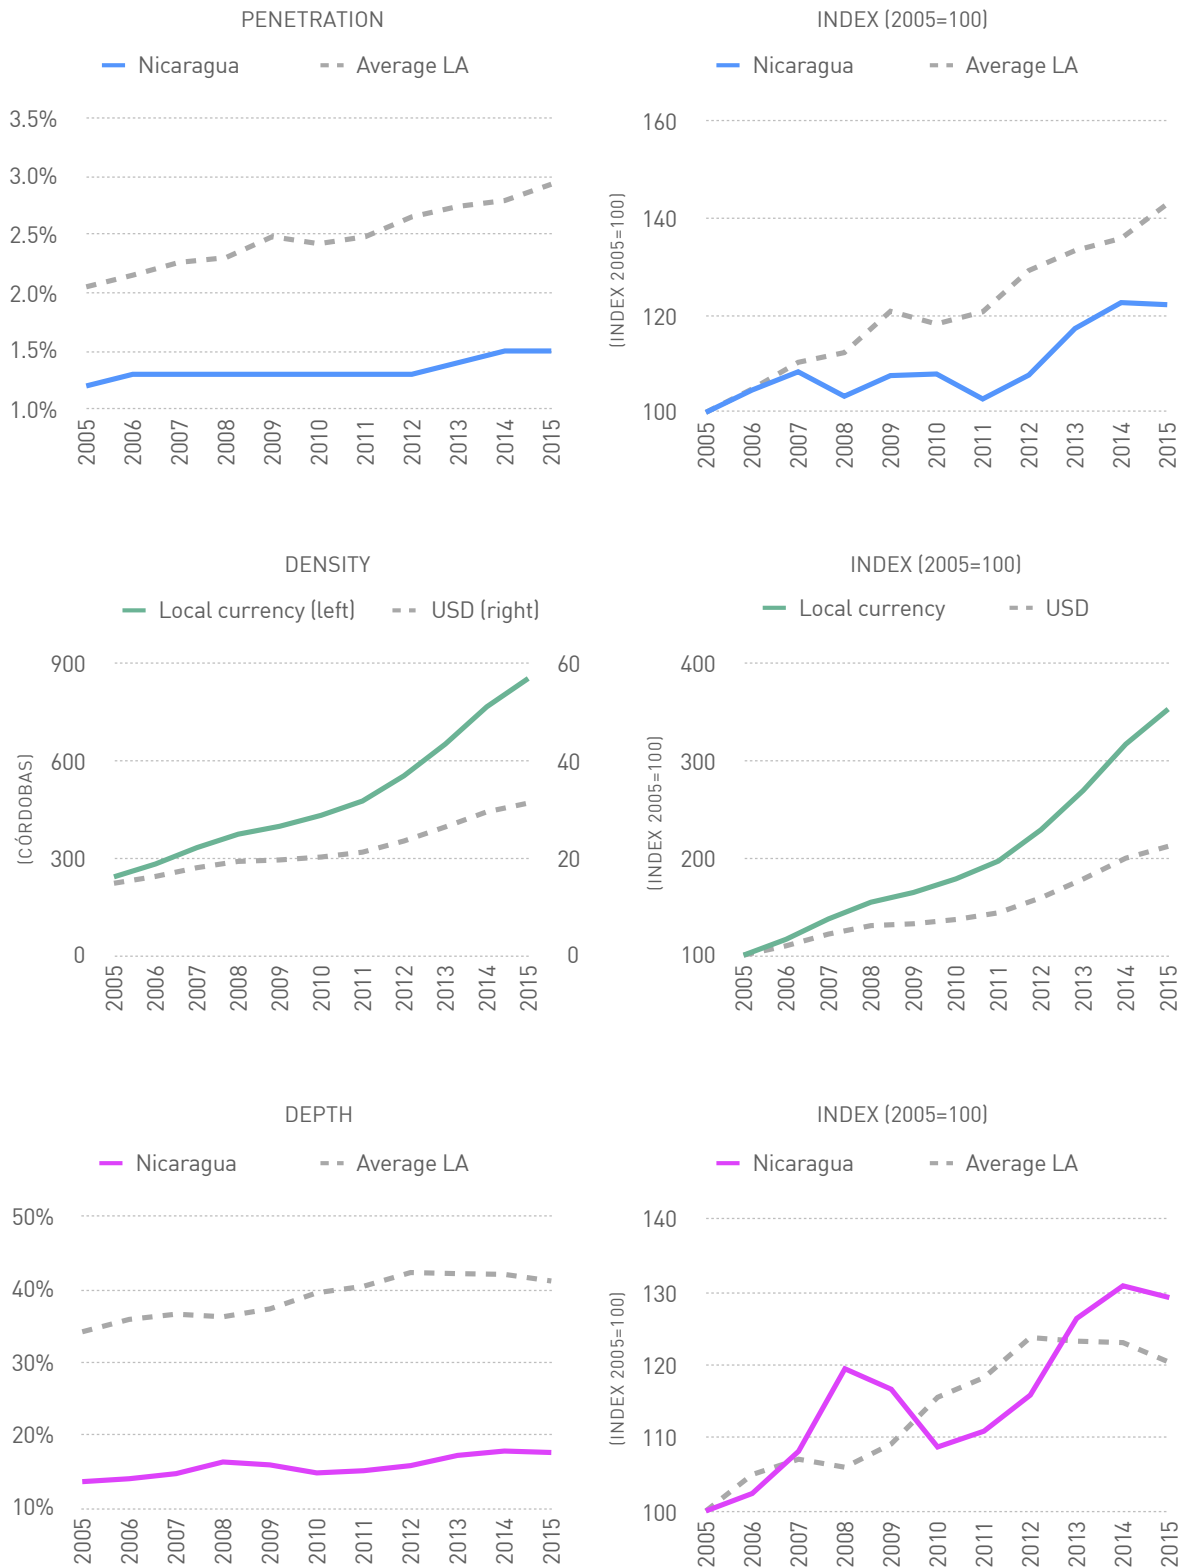 PENETRATION
Nicaragua Average LA
3.5%
3.0%
2.5%
2.0%
1.5%
1.0%
2005 2006 2007 2008 2009 2010 2011 2012 2013 2014 2015
INDEX (2005=100)
Nicaragua Average LA
(INDEX 2005=100)
160
140
120
100
2005 2006 2007 2008 2009 2010 2011 2012 2013 2014 2015
DENSITY
Local currency (left) USD (right)
(CÓRDOBAS)
900 60
600 40
300 20
0 0
2005 2006 2007 2008 2009 2010 2011 2012 2013 2014 2015
INDEX (2005=100)
Local currency USD
(INDEX 2005=100)
400
300
200
100
2005 2006 2007 2008 2009 2010 2011 2012 2013 2014 2015
DEPTH
Nicaragua Average LA
50%
40%
30%
20%
10%
2005 2006 2007 2008 2009 2010 2011 2012 2013 2014 2015
INDEX (2005=100)
Nicaragua Average LA
(INDEX 2005=100)
140
130
120
110
100
2005 2006 2007 2008 2009 2010 2011 2012 2013 2014 2015